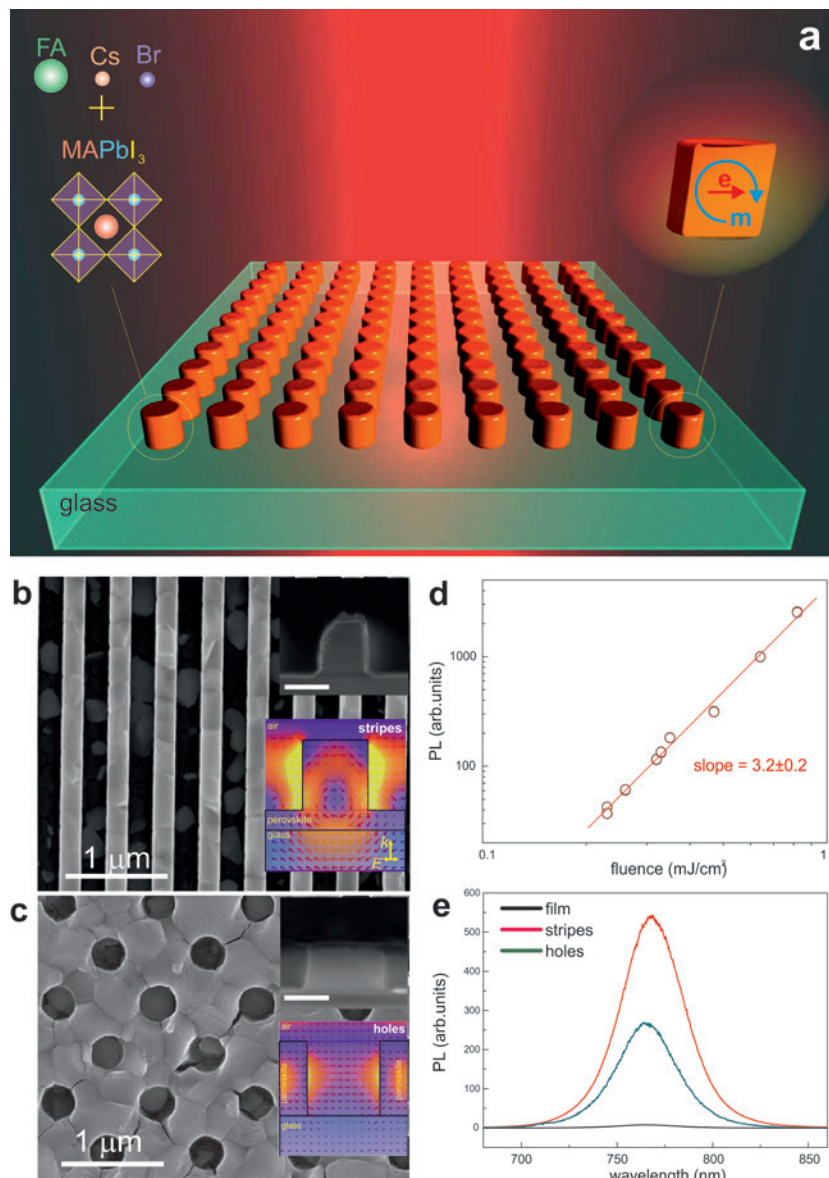 a
FA
Cs
Br
+
MAPbI₃
e
m
glass
b
air
stripes
perovskite
glass
k
E
1 μm
c
air
holes
perovskite
perovskite
glass
1 μm
d
PL (arb.units)
1000
100
slope = 3.2±0.2
0.1
1
fluence (mJ/cm²)
e
film
stripes
holes
PL (arb.units)
600
500
400
300
200
100
0
700
750
800
850
wavelength (nm)